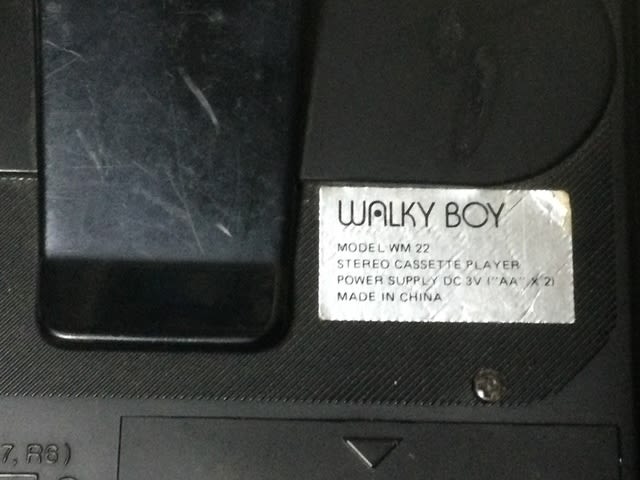 WALKY BOY
MODEL WM 22
STEREO CASSETTE PLAYER
POWER SUPPLY DC 3V ("AA" X 2)
MADE IN CHINA
7, R6)